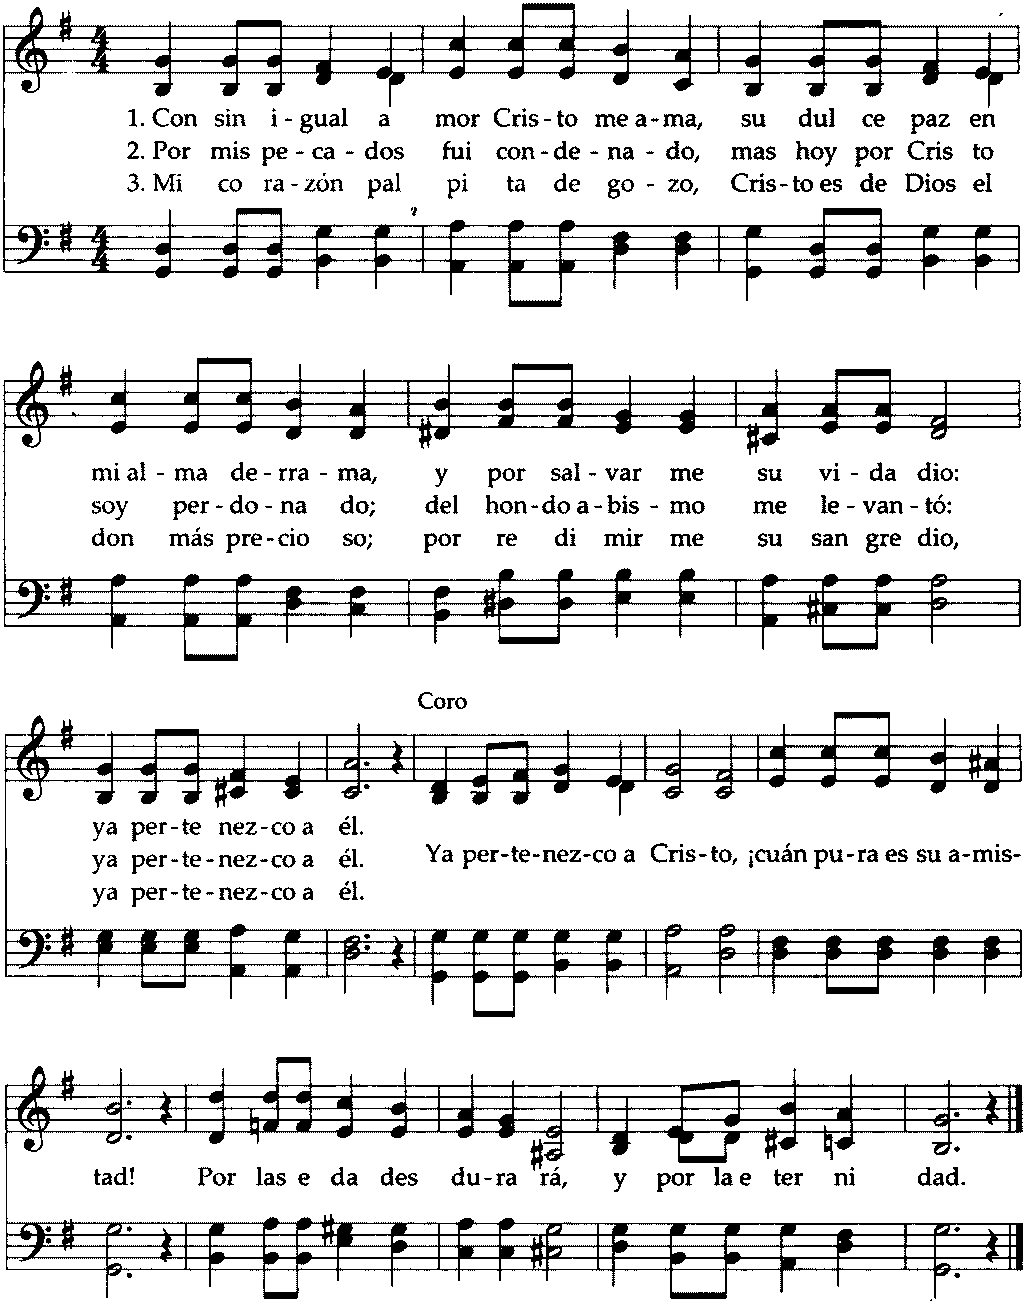 1. Con sin i - gual a mor Cris - to me a - ma, su dul ce paz en
2. Por mis pe - ca - dos fui con - de - na - do, mas hoy por Cris to
3. Mi co ra - zón pal pi ta de go - zo, Cris - to es de Dios el
mi al - ma de - rra - ma, y por sal - var me su vi - da dio:
soy per - do - na do; del hon - do a - bis - mo me le - van - tó:
don más pre - cio so; por re di mir me su san gre dio,
Coro
ya per - te nez - co a él.
ya per - te - nez - co a él. Ya per - te - nez - co a Cris - to, ¡cuán pu - ra es su a - mis -
ya per - te - nez - co a él.
tad! Por las e da des du - ra rá, y por la e ter ni dad.